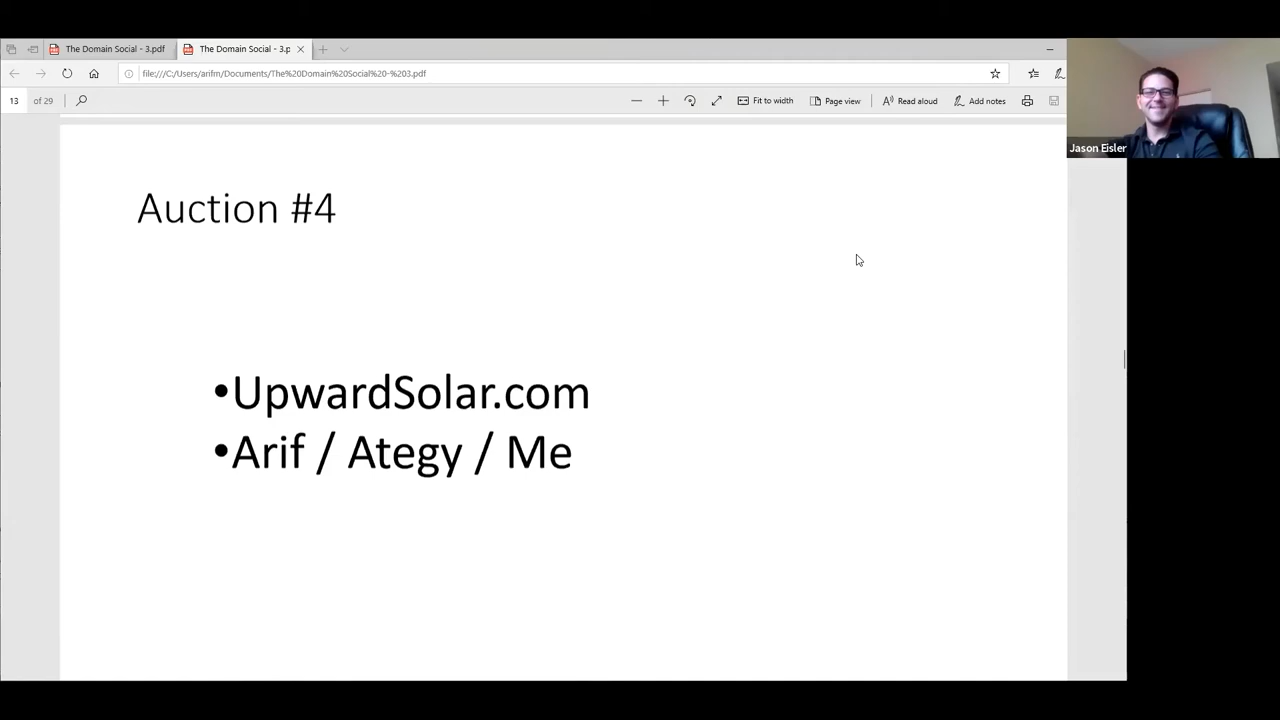 The Domain Social - 3.pdf
The Domain Social - 3.p
file:///C:/Users/arifm/Documents/The%20Domain%20Social%20-%203.pdf
13 of 29
Fit to width
Page view
Read aloud
Add notes
Jason Eisler
Auction #4
•UpwardSolar.com
•Arif / Ategy / Me